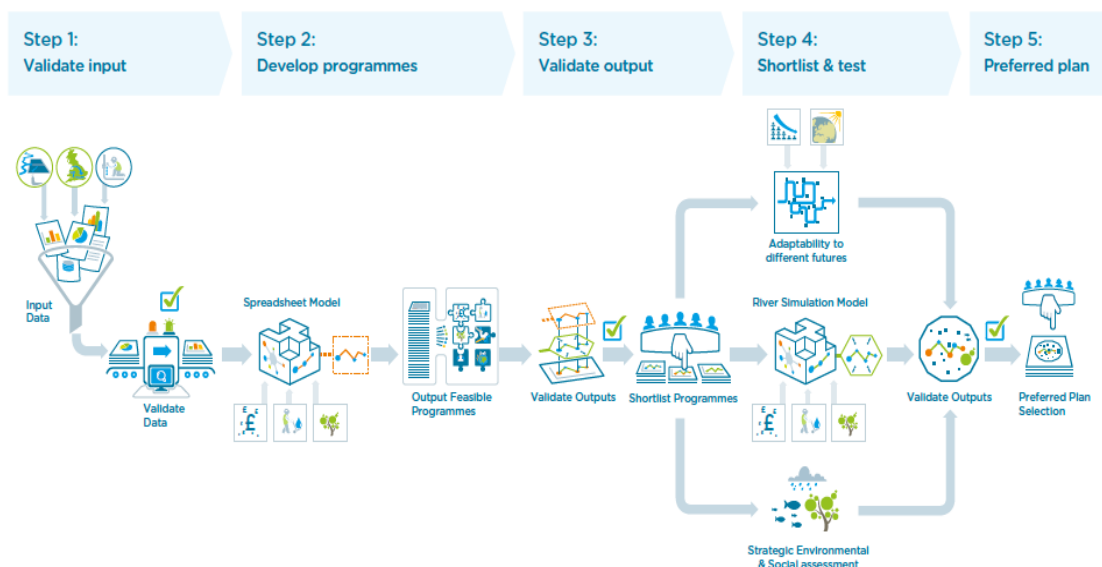 Step 1:
Validate input
Step 2:
Develop programmes
Step 3:
Validate output
Step 4:
Shortlist & test
Step 5:
Preferred plan
Input
Data
Validate
Data
Spreadsheet Model
£ £
£
Output Feasible
Programmes
£
Validate Outputs
Shortlist Programmes
Adaptability to
different futures
River Simulation Model
£ £
£
Strategic Environmental
& Social assessment
Validate Outputs
Preferred Plan
Selection